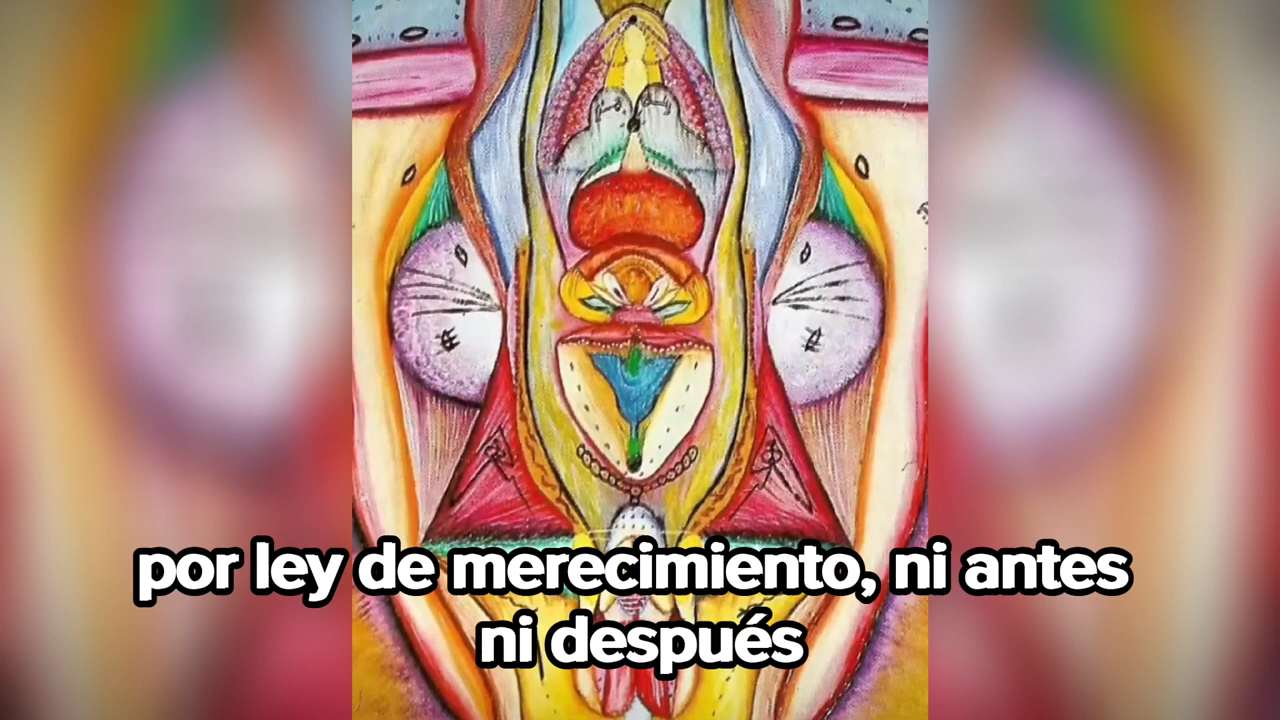 por ley de merecimiento, ni antes
ni después